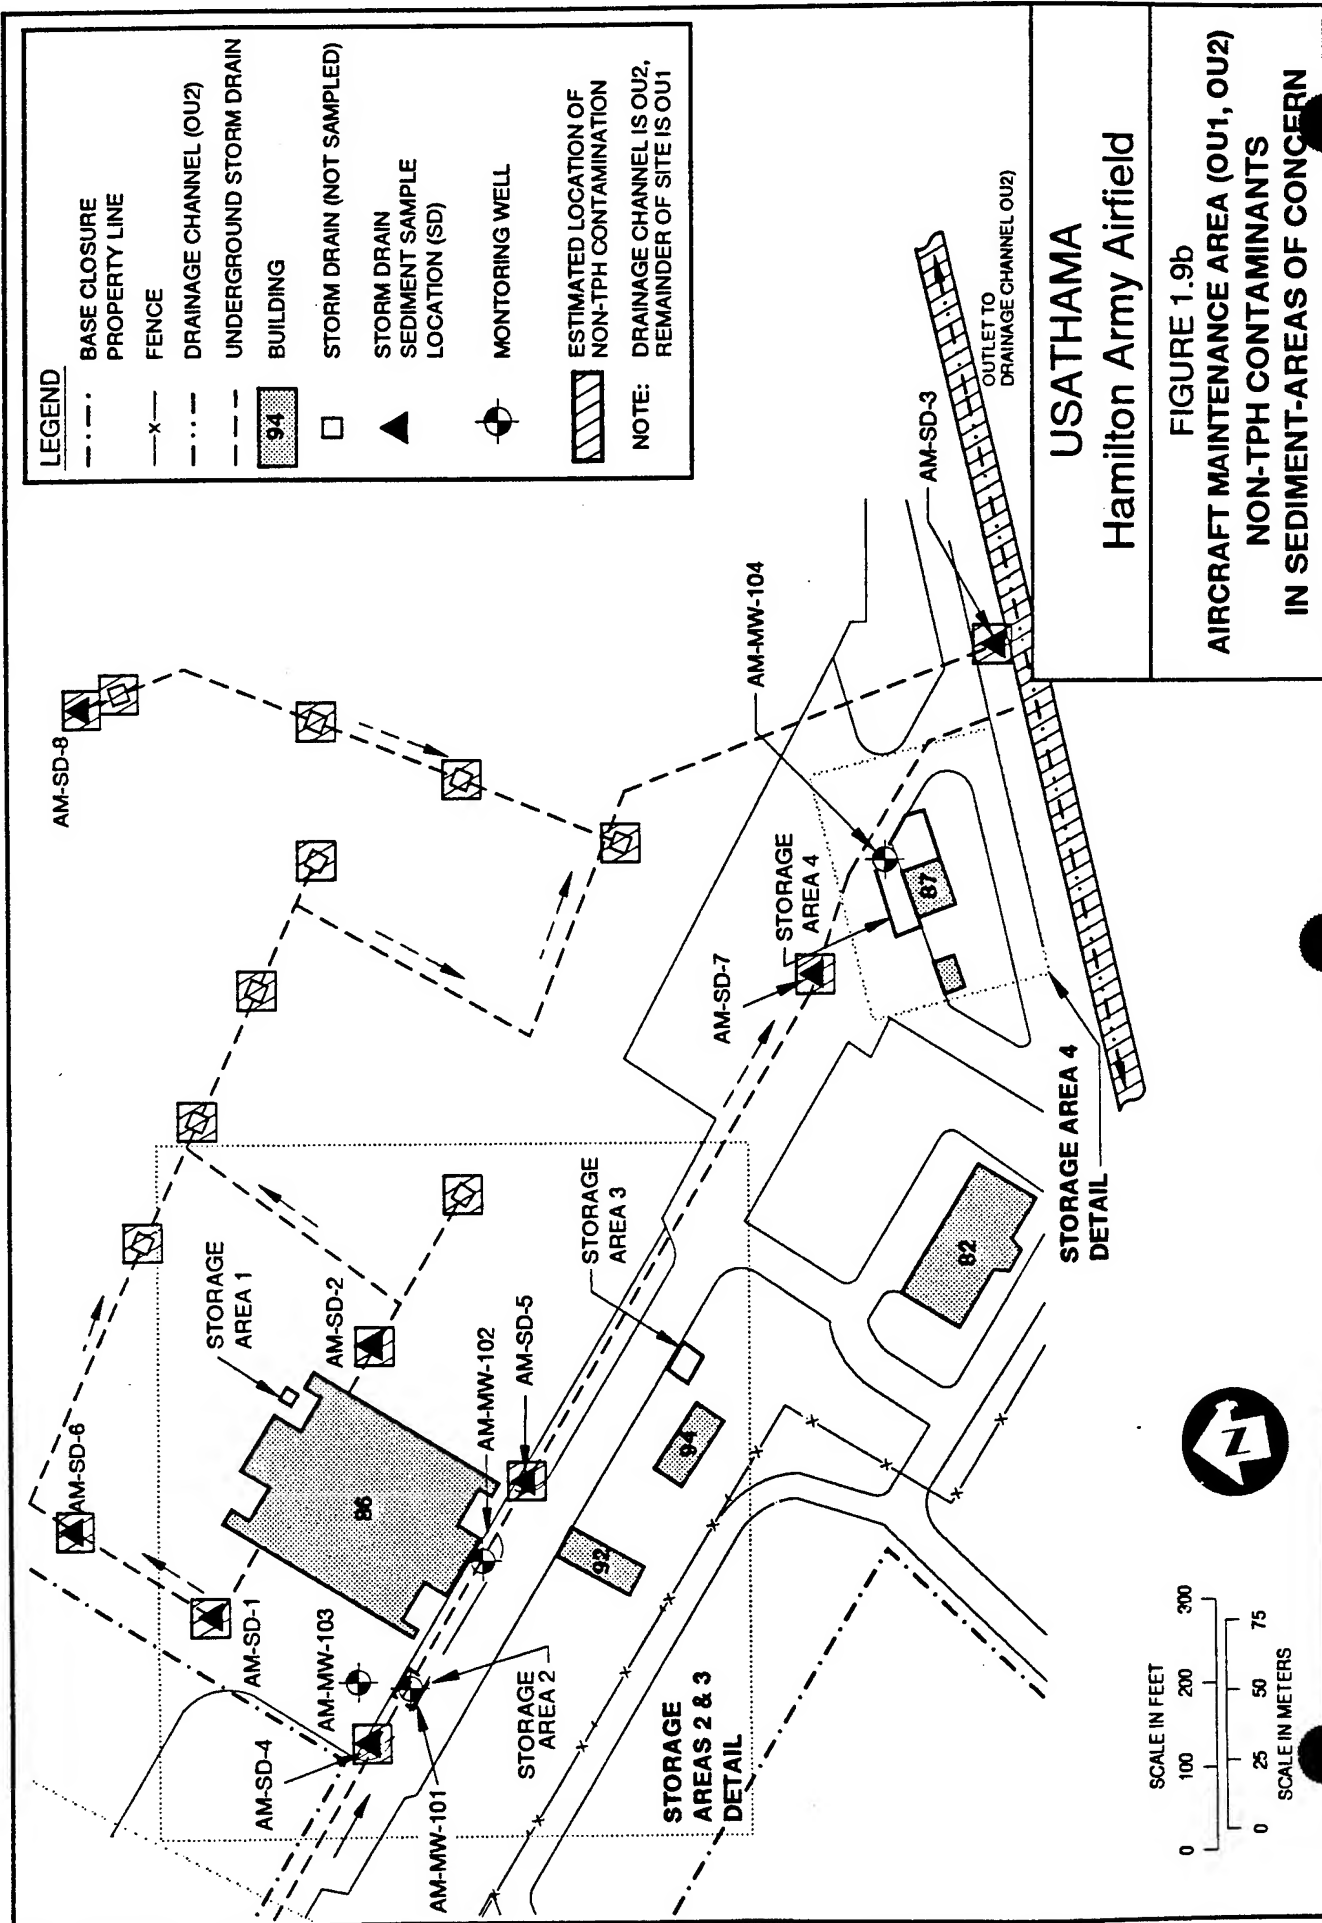 LEGEND
BASE CLOSURE
PROPERTY LINE
FENCE
DRAINAGE CHANNEL (OU2)
UNDERGROUND STORM DRAIN
94
BUILDING
STORM DRAIN (NOT SAMPLED)
STORM DRAIN
SEDIMENT SAMPLE
LOCATION (SD)
MONTORING WELL
ESTIMATED LOCATION OF
NON-TPH CONTAMINATION
NOTE: DRAINAGE CHANNEL IS OU2,
REMAINDER OF SITE IS OU1
AM-SD-8
AM-SD-6
AM-SD-1
AM-SD-4
AM-MW-103
AM-MW-101
STORAGE
AREA 1
AM-SD-2
86
AM-MW-102
AM-SD-5
STORAGE
AREA 2
STORAGE
AREA 3
92
94
82
STORAGE
AREAS 2 & 3
DETAIL
AM-SD-7
STORAGE
AREA 4
87
AM-MW-104
AM-SD-3
STORAGE AREA 4
DETAIL
OUTLET TO
DRAINAGE CHANNEL OU2)
N
SCALE IN FEET
0 100 200 300
0 25 50 75
SCALE IN METERS
USATHAMA
Hamilton Army Airfield
FIGURE 1.9b
AIRCRAFT MAINTENANCE AREA (OU1, OU2)
NON-TPH CONTAMINANTS
IN SEDIMENT-AREAS OF CONCERN